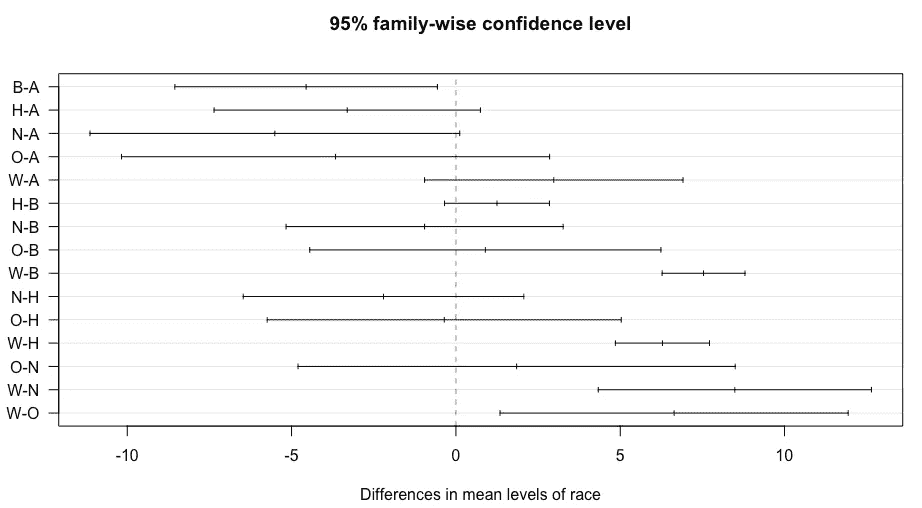 95% family-wise confidence level
B-A
H-A
N-A
O-A
W-A
H-B
N-B
O-B
W-B
N-H
O-H
W-H
O-N
W-N
W-O
-10 -5 0 5 10
Differences in mean levels of race